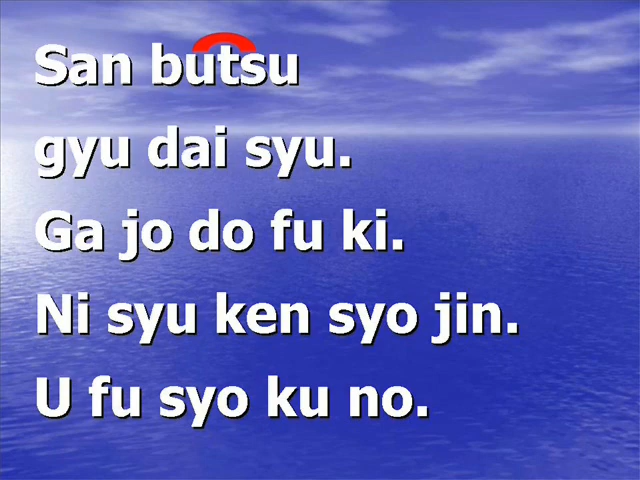 San butsu
gyu dai syu.
Ga jo do fu ki.
Ni syu ken syo jin.
U fu syo ku no.